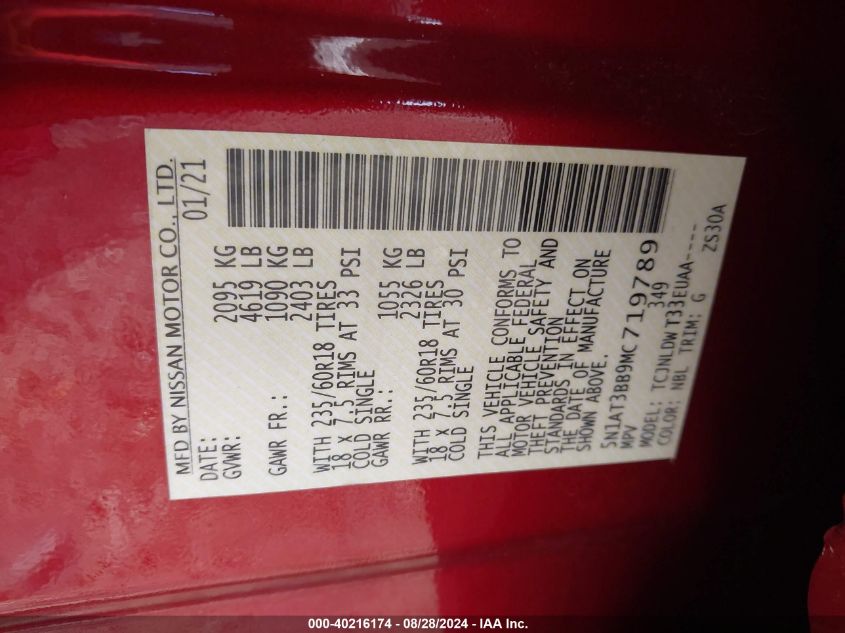 MFD BY NISSAN MOTOR CO., LTD.
DATE: 01/21
GVWR: 2095 KG
4619 LB
GAWR FR.: 1090 KG
2403 LB
WITH 235/60R18 TIRES
18 X 7.5 RIMS AT 33 PSI
COLD SINGLE
GAWR RR.: 1055 KG
2326 LB
WITH 235/60R18 TIRES
18 X 7.5 RIMS AT 30 PSI
COLD SINGLE
THIS VEHICLE CONFORMS TO
ALL APPLICABLE FEDERAL
MOTOR VEHICLE SAFETY AND
THEFT PREVENTION
STANDARDS IN EFFECT ON
THE DATE OF MANUFACTURE
SHOWN ABOVE.
5N1AT3BB9MC719789
MPV 349
MODEL: TCJNLDWT33EUAA----
COLOR: NBL TRIM: G ZS30A
000-40216174 - 08/28/2024 - IAA Inc.